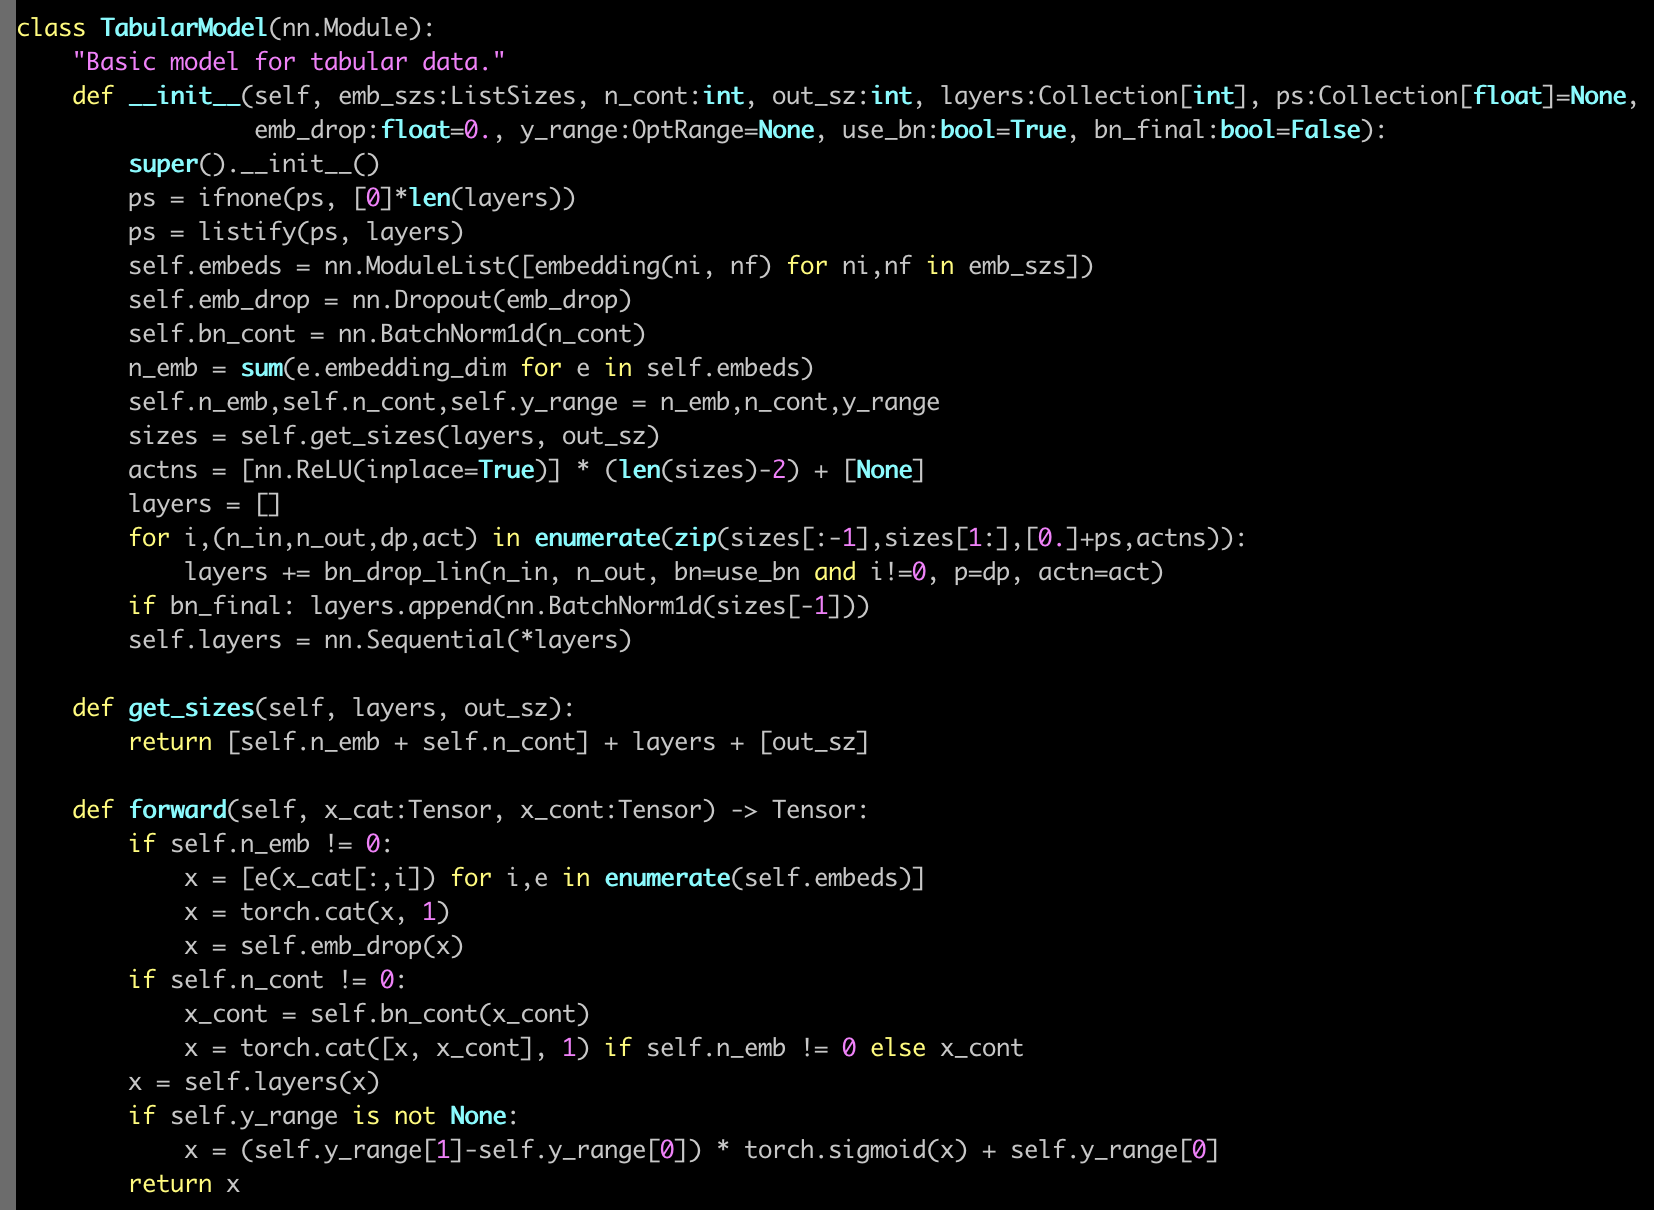 class TabularModel(nn.Module):
    "Basic model for tabular data."
    def __init__(self, emb_szs:ListSizes, n_cont:int, out_sz:int, layers:Collection[int], ps:Collection[float]=None,
                 emb_drop:float=0., y_range:OptRange=None, use_bn:bool=True, bn_final:bool=False):
        super().__init__()
        ps = ifnone(ps, [0]*len(layers))
        ps = listify(ps, layers)
        self.embeds = nn.ModuleList([embedding(ni, nf) for ni,nf in emb_szs])
        self.emb_drop = nn.Dropout(emb_drop)
        self.bn_cont = nn.BatchNorm1d(n_cont)
        n_emb = sum(e.embedding_dim for e in self.embeds)
        self.n_emb,self.n_cont,self.y_range = n_emb,n_cont,y_range
        sizes = self.get_sizes(layers, out_sz)
        actns = [nn.ReLU(inplace=True)] * (len(sizes)-2) + [None]
        layers = []
        for i,(n_in,n_out,dp,act) in enumerate(zip(sizes[:-1],sizes[1:],[0.]+ps,actns)):
            layers += bn_drop_lin(n_in, n_out, bn=use_bn and i!=0, p=dp, actn=act)
        if bn_final: layers.append(nn.BatchNorm1d(sizes[-1]))
        self.layers = nn.Sequential(*layers)

    def get_sizes(self, layers, out_sz):
        return [self.n_emb + self.n_cont] + layers + [out_sz]

    def forward(self, x_cat:Tensor, x_cont:Tensor) -> Tensor:
        if self.n_emb != 0:
            x = [e(x_cat[:,i]) for i,e in enumerate(self.embeds)]
            x = torch.cat(x, 1)
            x = self.emb_drop(x)
        if self.n_cont != 0:
            x_cont = self.bn_cont(x_cont)
            x = torch.cat([x, x_cont], 1) if self.n_emb != 0 else x_cont
        x = self.layers(x)
        if self.y_range is not None:
            x = (self.y_range[1]-self.y_range[0]) * torch.sigmoid(x) + self.y_range[0]
        return x